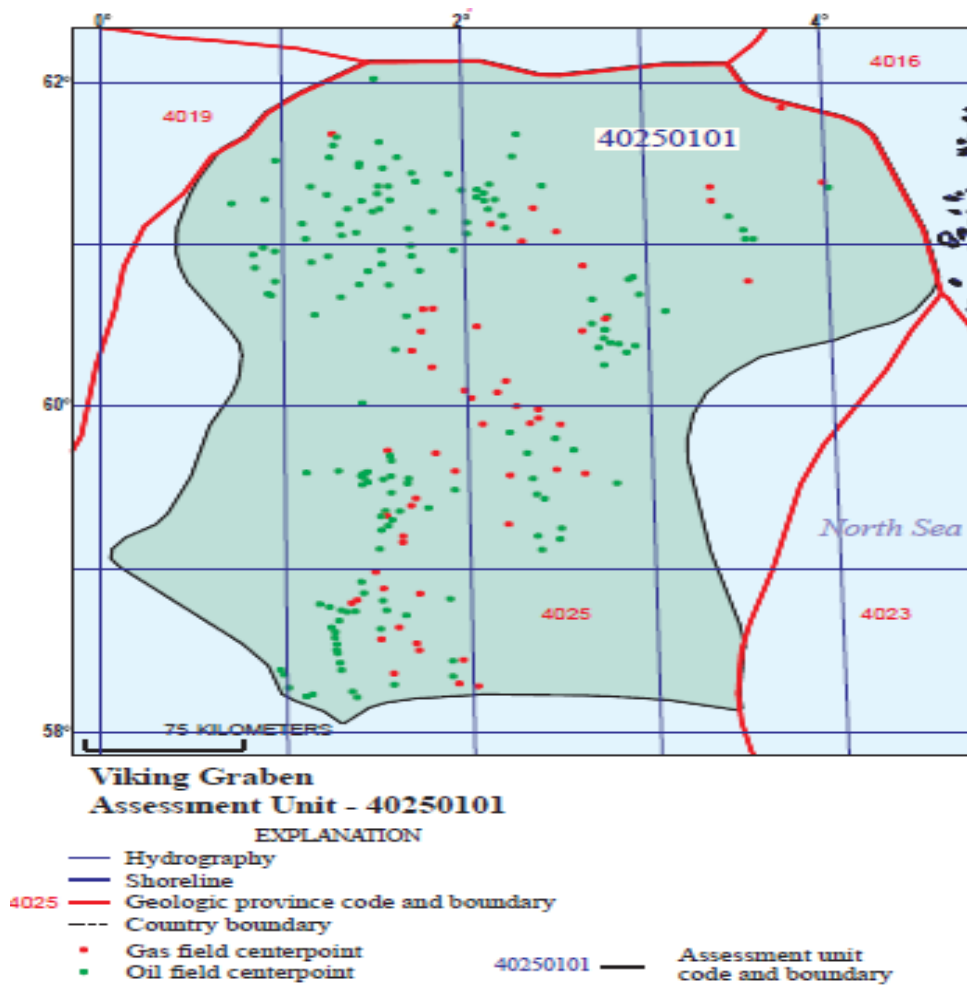 0° 2° 4°
62°
4016
4019
40250101
60°
North Sea
4025 4023
75 KILOMETERS
58°
Viking Graben
Assessment Unit - 40250101
EXPLANATION
Hydrography
Shoreline
4025 Geologic province code and boundary
Country boundary
Gas field centerpoint
Oil field centerpoint
40250101 Assessment unit
code and boundary